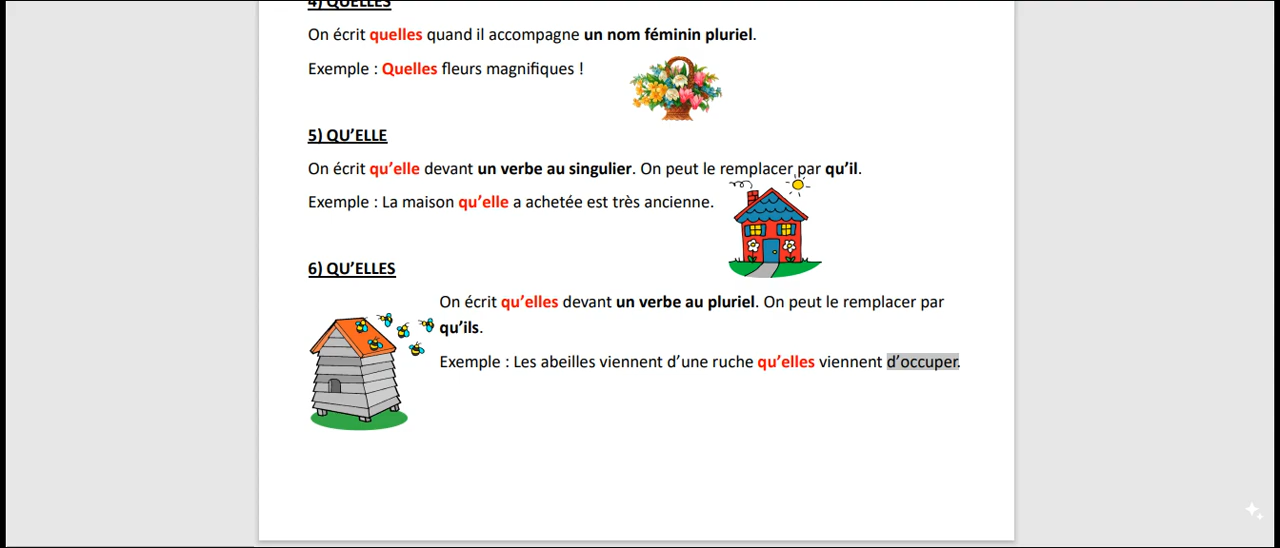 4) QUELLES
On écrit quelles quand il accompagne un nom féminin pluriel.
Exemple : Quelles fleurs magnifiques !
5) QU’ELLE
On écrit qu’elle devant un verbe au singulier. On peut le remplacer par qu’il.
Exemple : La maison qu’elle a achetée est très ancienne.
6) QU’ELLES
On écrit qu’elles devant un verbe au pluriel. On peut le remplacer par
qu’ils.
Exemple : Les abeilles viennent d’une ruche qu’elles viennent d’occuper.